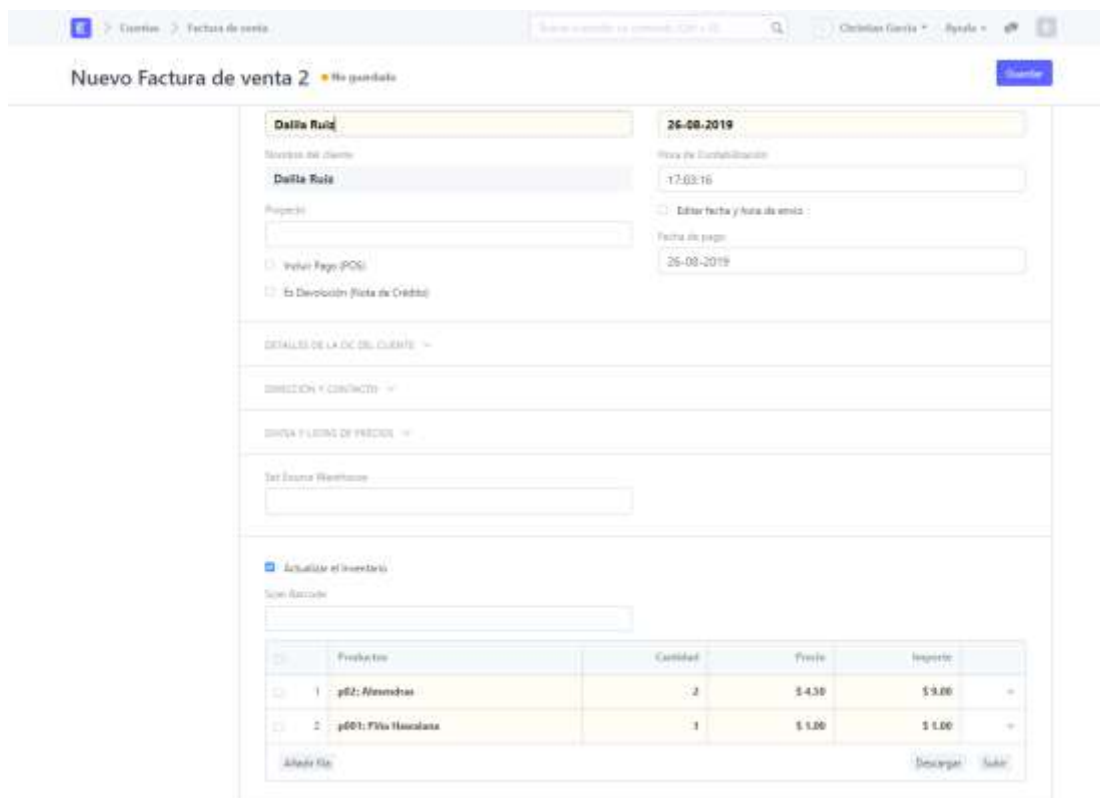 Cuentas > Factura de venta
Christian García Ayuda
Nuevo Factura de venta 2 No guardado
Guardar
Dalila Ruiz
26-08-2019
Nombre del cliente
Hora de Contabilización
Dalila Ruiz
17:03:16
Proyecto
Editar fecha y hora de envío
Fecha de pago
26-08-2019
Incluir Pago (POS)
Es Devolución (Nota de Crédito)
DETALLES DE LA OC DEL CLIENTE
DIRECCIÓN Y CONTACTO
DIVISA Y LISTAS DE PRECIOS
Set Source Warehouse
Actualizar el Inventario
Scan Barcode
Productos Cantidad Precio Importe
1 p02: Almendras 2 $ 4.50 $ 9.00
2 p001: Piña Hawaiana 1 $ 1.00 $ 1.00
Añadir Fila
Descargar Subir